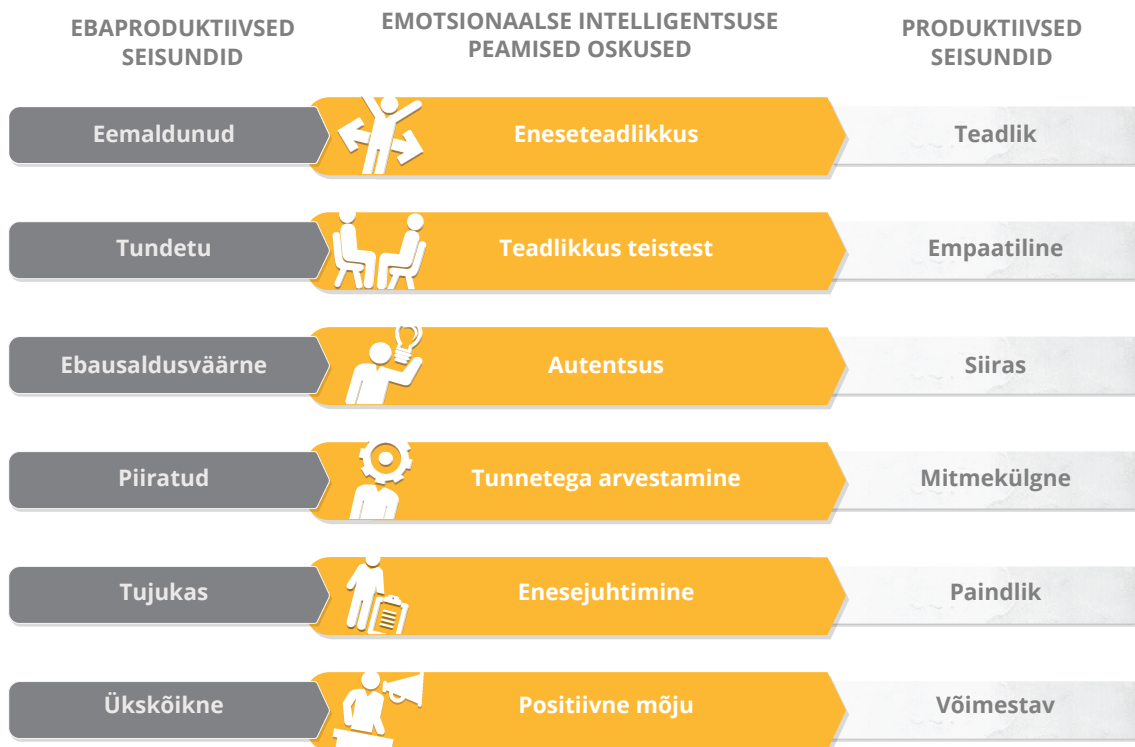 EBAPRODUKTIIVSED
SEISUNDID
EMOTSIONAALSE INTELLIGENTSUSE
PEAMISED OSKUSED
PRODUKTIIVSED
SEISUNDID
Eemaldunud
Eneseteadlikkus
Teadlik
Tundetu
Teadlikkus teistest
Empaatiline
Ebausaldusväärne
Autentsus
Siiras
Piiratud
Tunnetega arvestamine
Mitmekülgne
Tujukas
Enesejuhtimine
Paindlik
Ükskõikne
Positiivne mõju
Võimestav